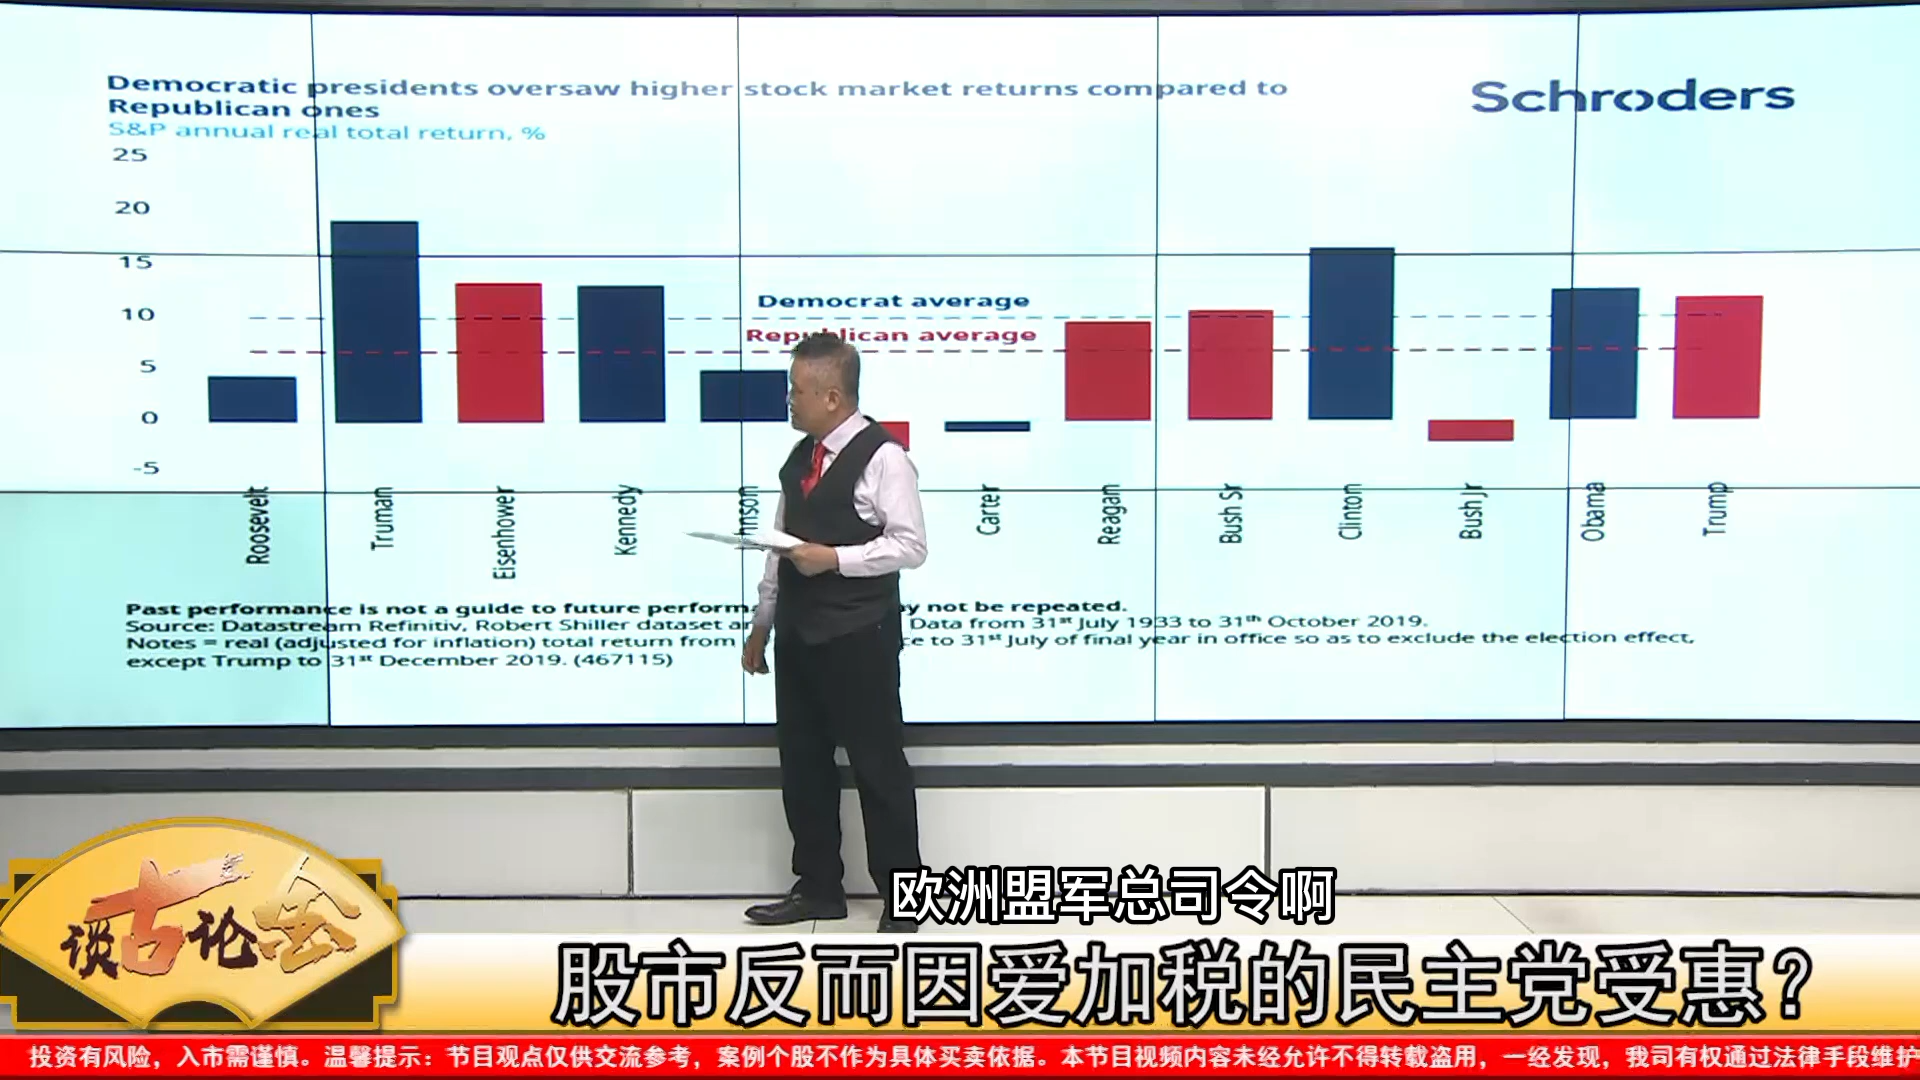 Democratic presidents oversaw higher stock market returns compared to
Republican ones
S&P annual real total return, %
Schroders
25
20
15
10
5
0
-5
Democrat average
Republican average
Roosevelt
Truman
Eisenhower
Kennedy
hnson
Carter
Reagan
Bush Sr
Clinton
Bush Jr
Obama
Trump
Past performance is not a guide to future perform y not be repeated.
Source: Datastream Refinitiv, Robert Shiller dataset ar Data from 31st July 1933 to 31th October 2019.
Notes = real (adjusted for inflation) total return from ce to 31st July of final year in office so as to exclude the election effect,
except Trump to 31st December 2019. (467115)
欧洲盟军总司令啊
谈古论金
股市反而因爱加税的民主党受惠?
投资有风险，入市需谨慎。温馨提示：节目观点仅供交流参考，案例个股不作为具体买卖依据。本节目视频内容未经允许不得转载盗用，一经发现，我司有权通过法律手段维护